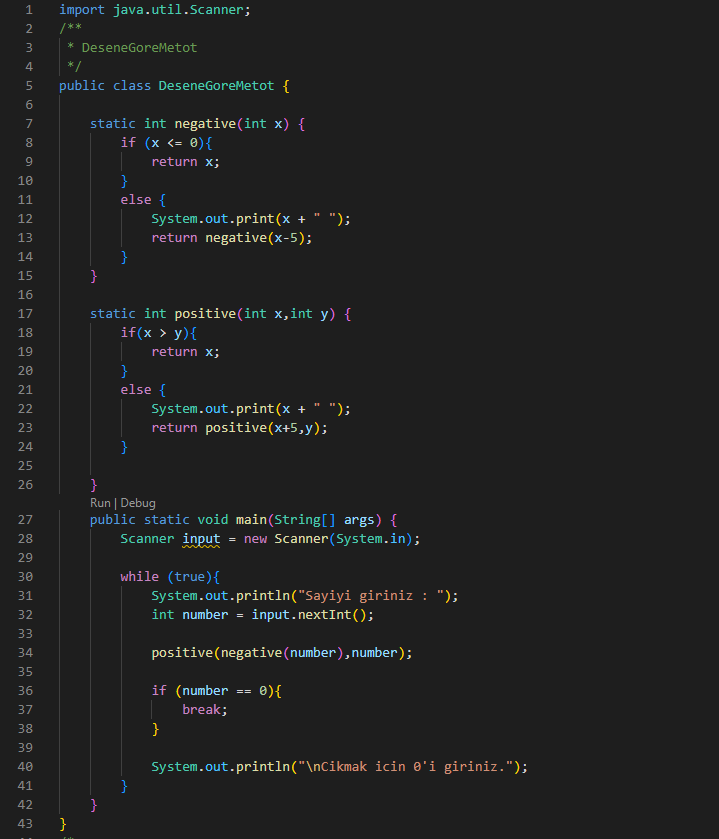 1 import java.util.Scanner;
2 /**
3 * DeseneGoreMetot
4 */
5 public class DeseneGoreMetot {
6
7 static int negative(int x) {
8 if (x <= 0){
9 return x;
10 }
11 else {
12 System.out.print(x + " ");
13 return negative(x-5);
14 }
15 }
16
17 static int positive(int x,int y) {
18 if(x > y){
19 return x;
20 }
21 else {
22 System.out.print(x + " ");
23 return positive(x+5,y);
24 }
25
26 }
Run | Debug
27 public static void main(String[] args) {
28 Scanner input = new Scanner(System.in);
29
30 while (true){
31 System.out.println("Sayiyi giriniz : ");
32 int number = input.nextInt();
33
34 positive(negative(number),number);
35
36 if (number == 0){
37 break;
38 }
39
40 System.out.println("\nCikmak icin 0'i giriniz.");
41 }
42 }
43 }